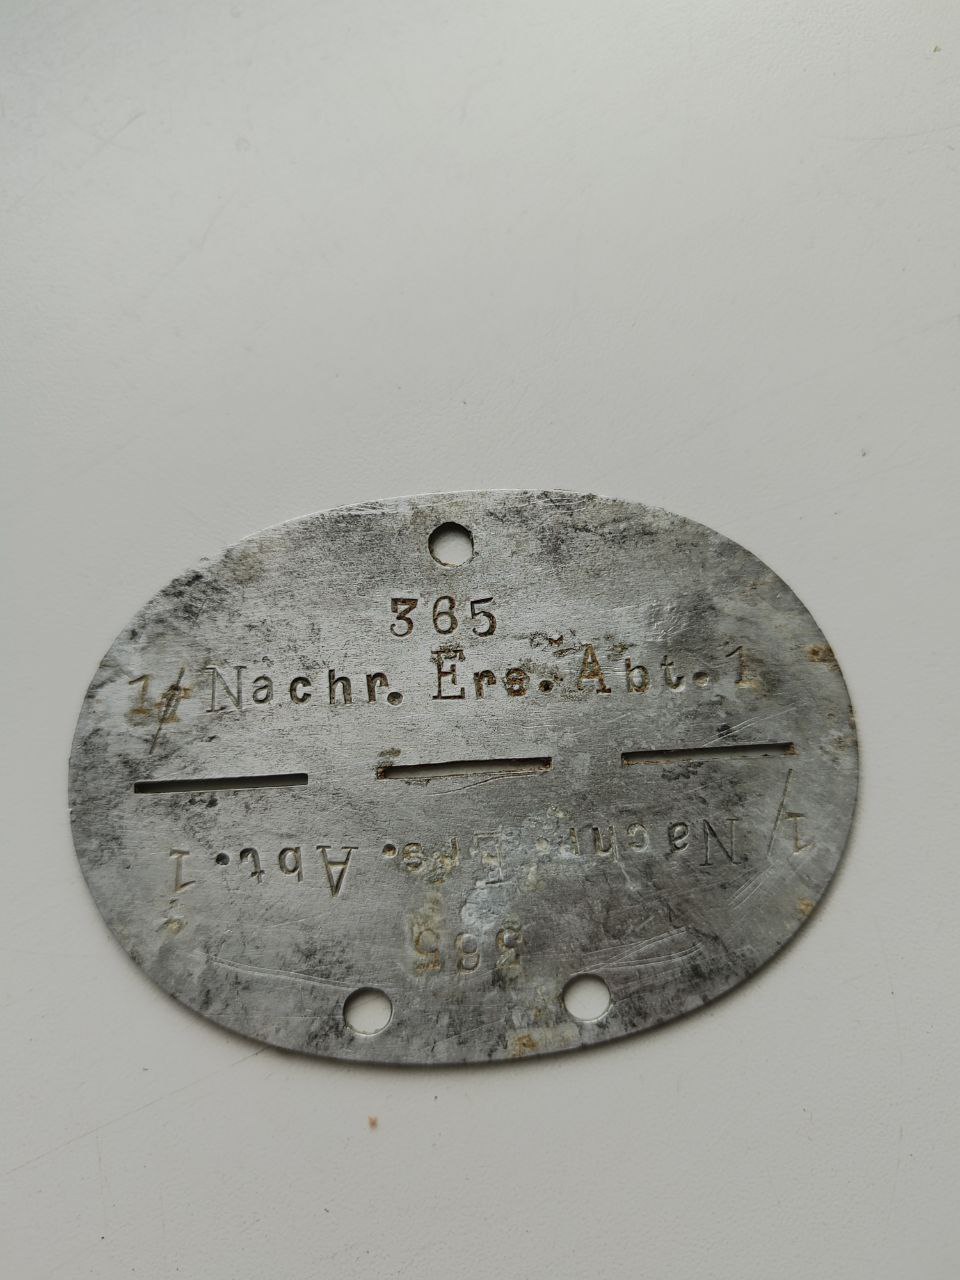 365
1/ Nachr. Ers. Abt. 1
1/ Nachr. Ers. Abt. 1
365